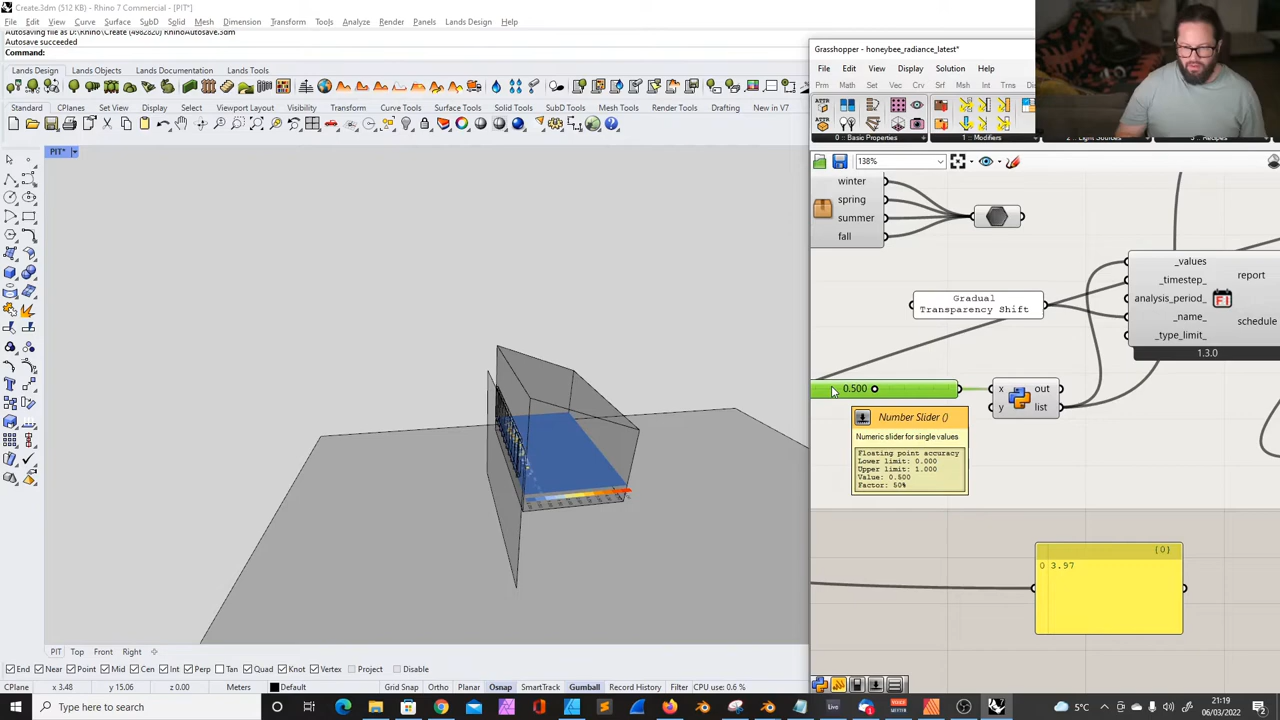 Create.3dm (512 KB) - Rhino 7 Commercial - [PIT*]
File Edit View Curve Surface SubD Solid Mesh Dimension Transform Tools Analyze Render Panels Lands Design Help
Autosaving file as D:\Rhino\Create (4982820) RhinoAutosave.3dm
Autosave succeeded
Command:
Lands Design Lands Objects Lands Documentation Lands Tools
Standard CPlanes Set View Display Select Viewport Layout Visibility Transform Curve Tools Surface Tools Solid Tools SubD Tools Mesh Tools Render Tools Drafting New in V7
PIT*
Grasshopper - honeybee_radiance_latest*
File Edit View Display Solution Help
Prm Math Set Vec Crv Srf Msh Int Trns
0 :: Basic Properties 1 :: Modifiers 2 :: Light Sources
138%
winter
spring
summer
fall
Gradual
Transparency Shift
_values
_timestep_
analysis_period_
_name_
_type_limit_
report
schedule
1.3.0
0.500
x
y
out
list
Number Slider ()
Numeric slider for single values
Floating point accuracy
Lower limit: 0.000
Upper limit: 1.000
Value: 0.500
Factor: 50%
{0}
0 3.97
PIT Top Front Right
End Near Point Mid Cen Int Perp Tan Quad Knot Vertex Project Disable
CPlane x 3.48 y 15.06 z 0.00 Meters Default Grid Snap Ortho Planar Osnap SmartTrack Gumball Record History Filter CPU use: 0.6 %
Type here to search
Live
5°C
21:19
06/03/2022